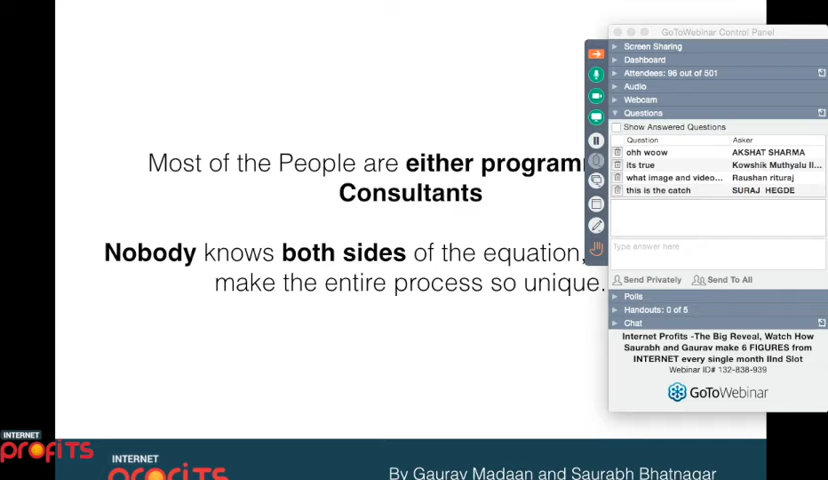 Most of the People are either programm
Consultants
Nobody knows both sides of the equation,
make the entire process so unique.
GoToWebinar Control Panel
Screen Sharing
Dashboard
Attendees: 96 out of 501
Audio
Webcam
Questions
Show Answered Questions
Question Asker
ohh woow AKSHAT SHARMA
its true Kowshik Muthyalu II...
what image and video... Raushan rituraj
this is the catch SURAJ HEGDE
Type answer here
Send Privately Send To All
Polls
Handouts: 0 of 5
Chat
Internet Profits -The Big Reveal, Watch How
Saurabh and Gaurav make 6 FIGURES from
INTERNET every single month IInd Slot
Webinar ID# 132-838-939
GoToWebinar
INTERNET
PROFITS
INTERNET
PROFITS
By Gaurav Madaan and Saurabh Bhatnagar